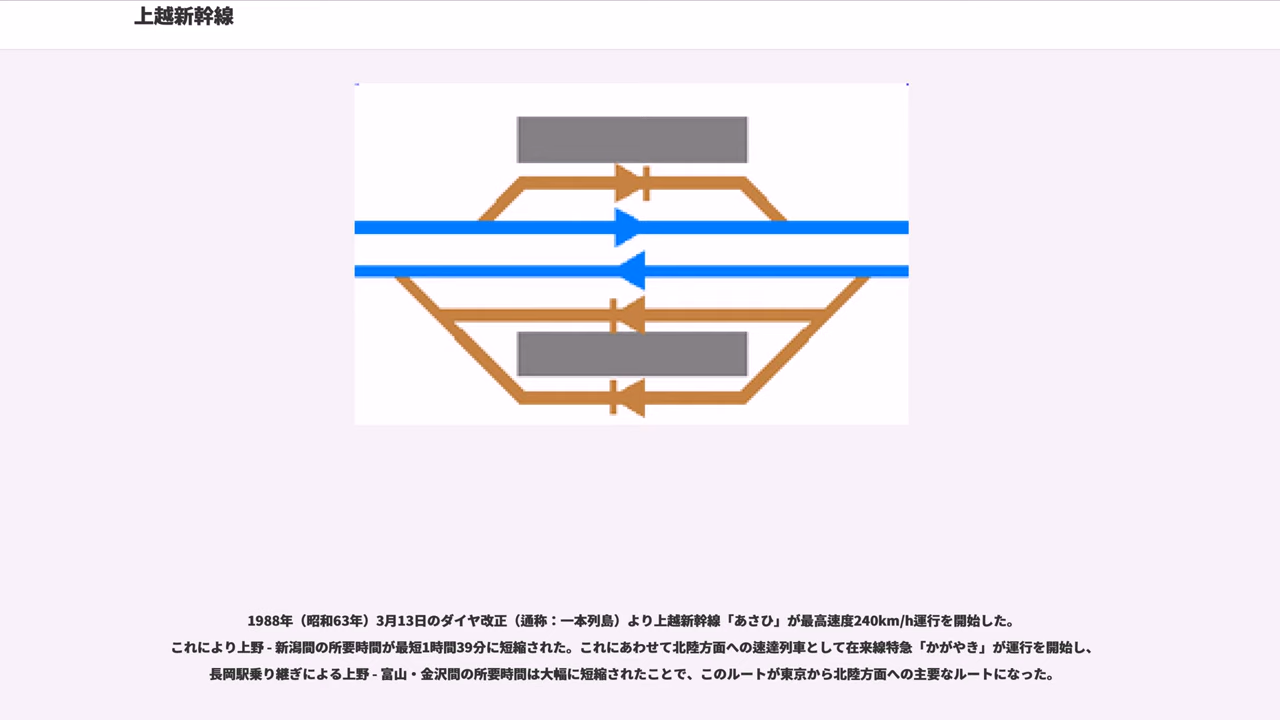 上越新幹線
1988年（昭和63年）3月13日のダイヤ改正（通称：一本列島）より上越新幹線「あさひ」が最高速度240km/h運行を開始した。
これにより上野 - 新潟間の所要時間が最短1時間39分に短縮された。これにあわせて北陸方面への速達列車として在来線特急「かがやき」が運行を開始し、
長岡駅乗り継ぎによる上野 - 富山・金沢間の所要時間は大幅に短縮されたことで、このルートが東京から北陸方面への主要なルートになった。